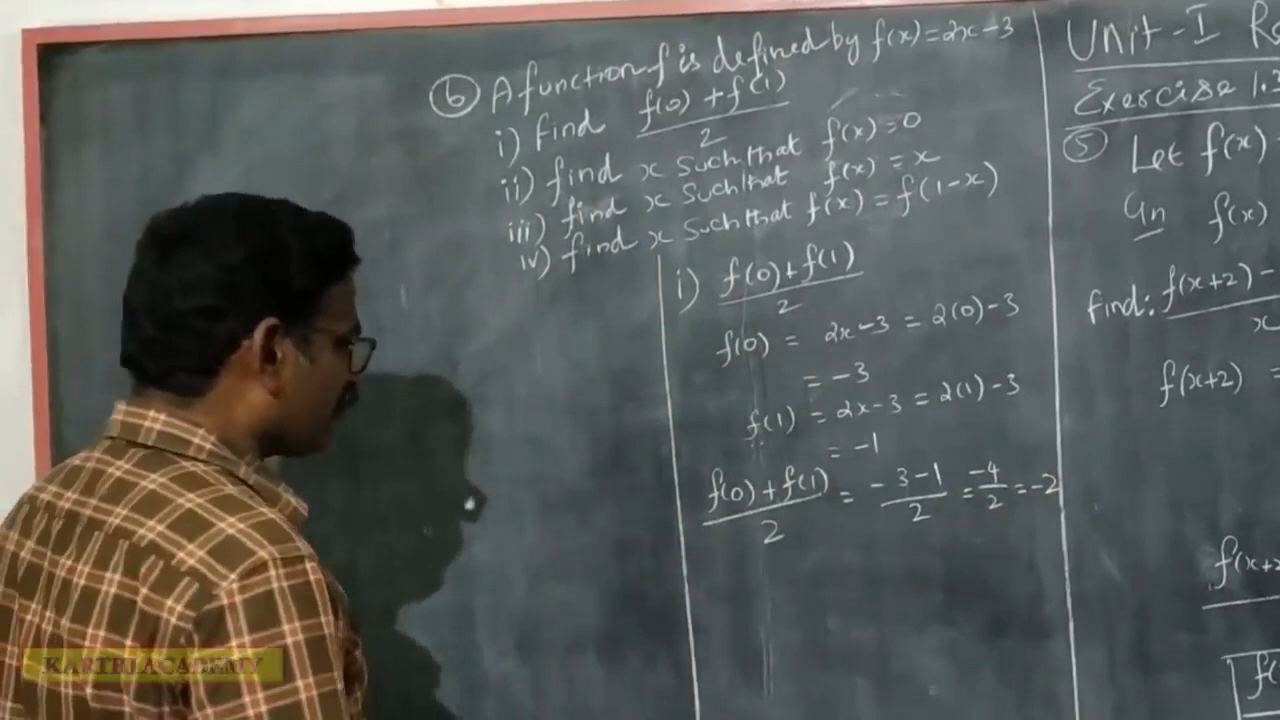 ⑥ A function f is defined by f(x) = 2x - 3
i) find f(0) + f(1) / 2
ii) find x such that f(x) = 0
iii) find x such that f(x) = x
iv) find x such that f(x) = f(1-x)
i) f(0) + f(1) / 2
f(0) = 2x - 3 = 2(0) - 3
= -3
f(1) = 2x - 3 = 2(1) - 3
= -1
f(0) + f(1) / 2 = -3 - 1 / 2 = -4 / 2 = -2
Unit - I
Exercise 1.3
⑤ Let f(x)
Gn f(x)
find: f(x+2) - / x
f(x+2) =
f(x+2
f(
KARTHI ACADEMY